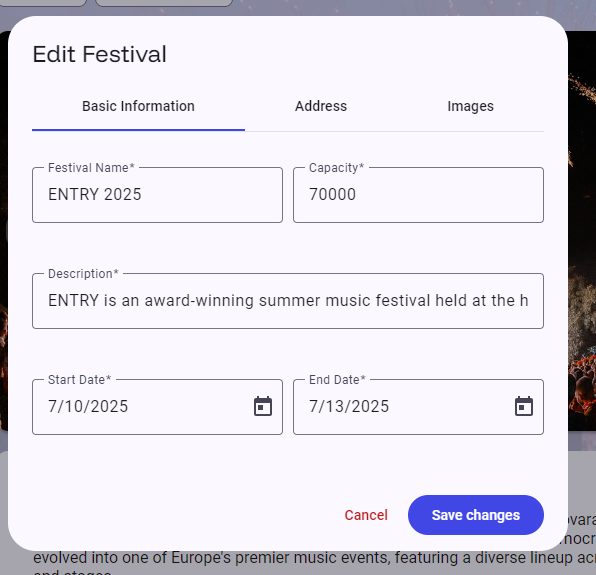 Edit Festival
Basic Information Address Images
Festival Name* Capacity*
ENTRY 2025 70000
Description*
ENTRY is an award-winning summer music festival held at the h
Start Date* End Date*
7/10/2025 7/13/2025
Cancel Save changes
evolved into one of Europe's premier music events, featuring a diverse lineup